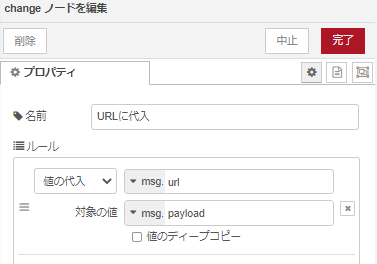 change ノードを編集
削除
中止
完了
プロパティ
名前
URLに代入
ルール
値の代入
msg. url
対象の値
msg. payload
値のディープコピー